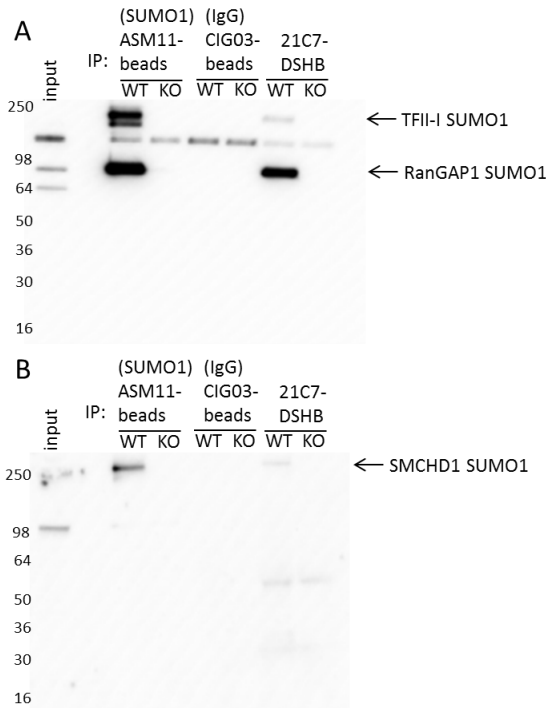 A
(SUMO1) (IgG)
ASM11- CIG03- 21C7-
IP: beads beads DSHB
input WT KO WT KO WT KO
250
TFII-I SUMO1
98
RanGAP1 SUMO1
64
50
36
30
16
B
(SUMO1) (IgG)
ASM11- CIG03- 21C7-
IP: beads beads DSHB
input WT KO WT KO WT KO
SMCHD1 SUMO1
250
98
64
50
36
30
16